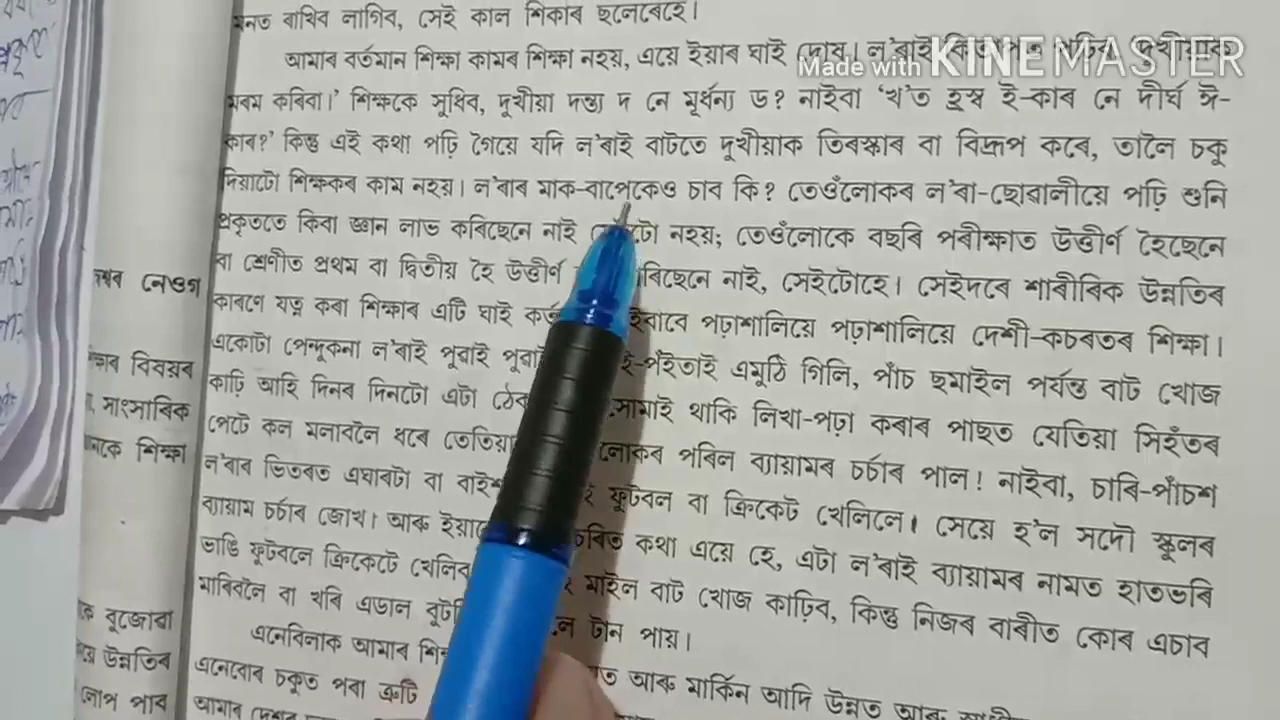 মনত ৰাখিব লাগিব, সেই কাল শিকাৰ ছলেৰেহে।
আমাৰ বৰ্তমান শিক্ষা কামৰ শিক্ষা নহয়, এয়ে ইয়াৰ ঘাই দোষ। ল'ৰাই দুখীয়াক
Made with KINEMASTER
মৰম কৰিবা।' শিক্ষকে সুধিব, দুখীয়া দন্ত্য দ নে মূৰ্ধন্য ড? নাইবা 'খ'ত হ্ৰস্ব ই-কাৰ নে দীৰ্ঘ ঈ-
কাৰ?' কিন্তু এই কথা পঢ়ি গৈয়ে যদি ল'ৰাই বাটতে দুখীয়াক তিৰস্কাৰ বা বিদ্ৰূপ কৰে, তালৈ চকু
দিয়াটো শিক্ষকৰ কাম নহয়। ল'ৰাৰ মাক-বাপেকেও চাব কি? তেওঁলোকৰ ল'ৰা-ছোৱালীয়ে পঢ়ি শুনি
প্ৰকৃততে কিবা জ্ঞান লাভ কৰিছেনে নাই নহয়; তেওঁলোকে বছৰি পৰীক্ষাত উত্তীৰ্ণ হৈছেনে
বা শ্ৰেণীত প্ৰথম বা দ্বিতীয় হৈ উত্তীৰ্ণ নাই, সেইটোহে। সেইদৰে শাৰীৰিক উন্নতিৰ
নেওগ
কাৰণে যত্ন কৰা শিক্ষাৰ এটি ঘাই পঢ়াশালিয়ে পঢ়াশালিয়ে দেশী-কচৰতৰ শিক্ষা।
একোটা পেন্দুকনা ল'ৰাই পুৱাই এমুঠি গিলি, পাঁচ ছমাইল পৰ্যন্ত বাট খোজ
বিষয়ৰ
কাঢ়ি আহি দিনৰ দিনটো এটা সোমাই থাকি লিখা-পঢ়া কৰাৰ পাছত যেতিয়া সিহঁতৰ
সাংসাৰিক
পেটে কল মলাবলৈ ধৰে পৰিল ব্যায়ামৰ চৰ্চাৰ পাল! নাইবা, চাৰি-পাঁচশ
শিক্ষা
ল'ৰাৰ ভিতৰত এঘাৰটা বা ফুটবল বা ক্ৰিকেট খেলিলে। সেয়ে হ'ল সদৌ স্কুলৰ
ব্যায়াম চৰ্চাৰ জোখ। আৰু কথা এয়ে হে, এটা ল'ৰাই ব্যায়ামৰ নামত হাতভৰি
ভাঙি ফুটবলে ক্ৰিকেটে মাইল বাট খোজ কাঢ়িব, কিন্তু নিজৰ বাৰীত কোৰ এচাব
মাৰিবলৈ বা খৰি এডাল টান পায়।
বুজোৱা
এনেবিলাক আমাৰ আৰু মাৰ্কিন আদি উন্নত আৰু
উন্নতিৰ
এনেবোৰ চকুত পৰা ত্ৰুটি
লোপ পাব
আমাৰ